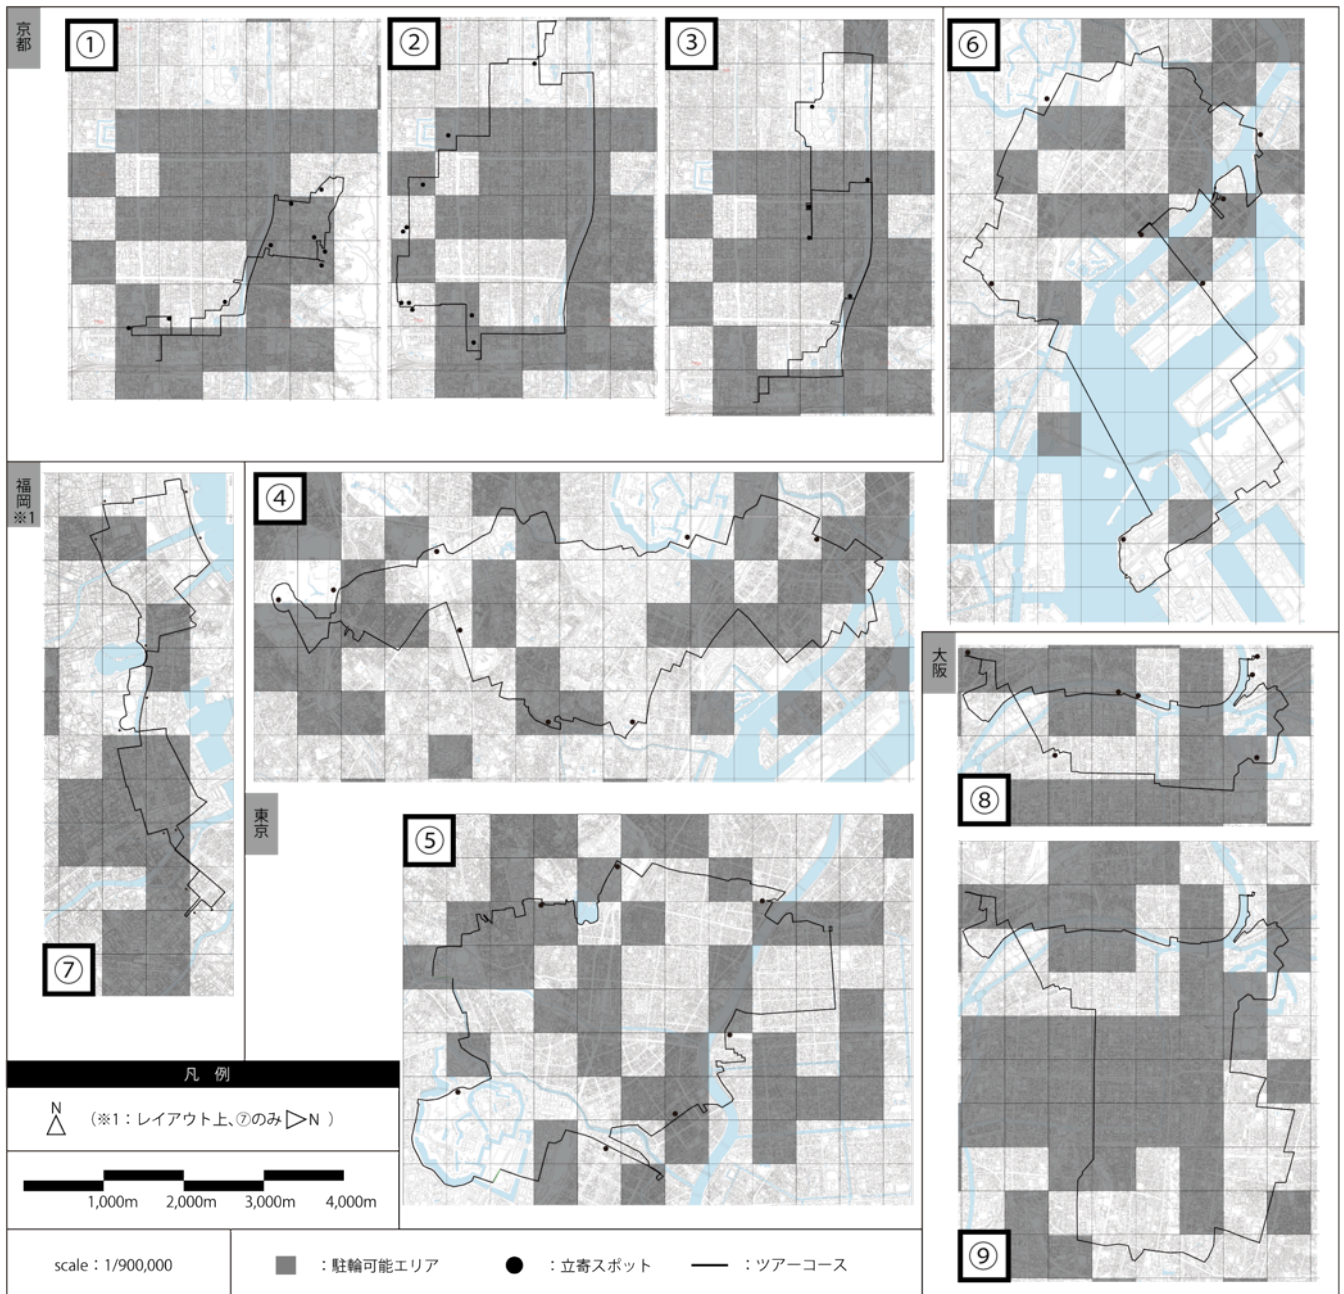 京都
①
②
③
⑥
福岡
※1
④
大阪
⑧
東京
⑤
⑦
⑨
凡 例
N
(※1：レイアウト上、⑦のみ▷N )
1,000m 2,000m 3,000m 4,000m
scale：1/900,000
：駐輪可能エリア
：立寄スポット
：ツアーコース